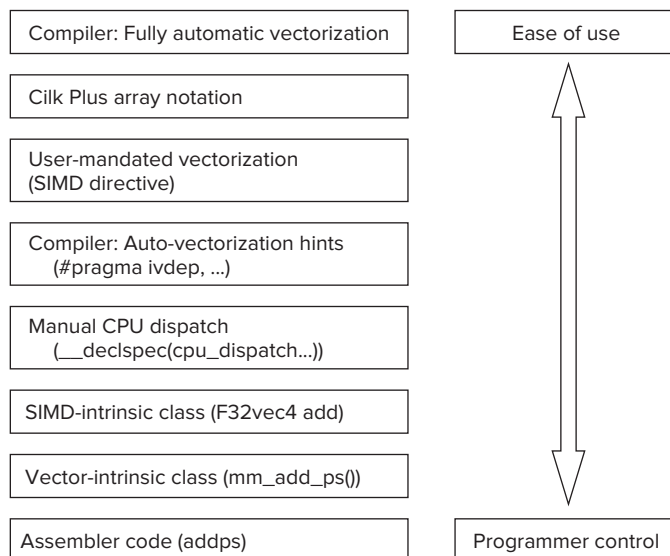 Compiler: Fully automatic vectorization
Ease of use
Cilk Plus array notation
User-mandated vectorization
(SIMD directive)
Compiler: Auto-vectorization hints
(#pragma ivdep, ...)
Manual CPU dispatch
(__declspec(cpu_dispatch...))
SIMD-intrinsic class (F32vec4 add)
Vector-intrinsic class (mm_add_ps())
Assembler code (addps)
Programmer control